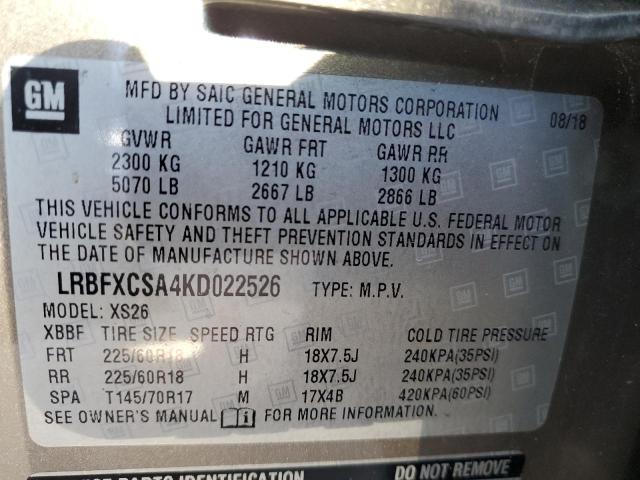 GM
MFD BY SAIC GENERAL MOTORS CORPORATION
LIMITED FOR GENERAL MOTORS LLC 08/18
GVWR GAWR FRT GAWR RR
2300 KG 1210 KG 1300 KG
5070 LB 2667 LB 2866 LB
THIS VEHICLE CONFORMS TO ALL APPLICABLE U.S. FEDERAL MOTOR
VEHICLE SAFETY AND THEFT PREVENTION STANDARDS IN EFFECT ON
THE DATE OF MANUFACTURE SHOWN ABOVE.
LRBFXCSA4KD022526 TYPE: M.P.V.
MODEL: XS26
XBBF TIRE SIZE SPEED RTG RIM COLD TIRE PRESSURE
FRT 225/60R18 H 18X7.5J 240KPA(35PSI)
RR 225/60R18 H 18X7.5J 240KPA(35PSI)
SPA T145/70R17 M 17X4B 420KPA(60PSI)
SEE OWNER'S MANUAL FOR MORE INFORMATION.
PARTS IDENTIFICATION DO NOT REMOVE